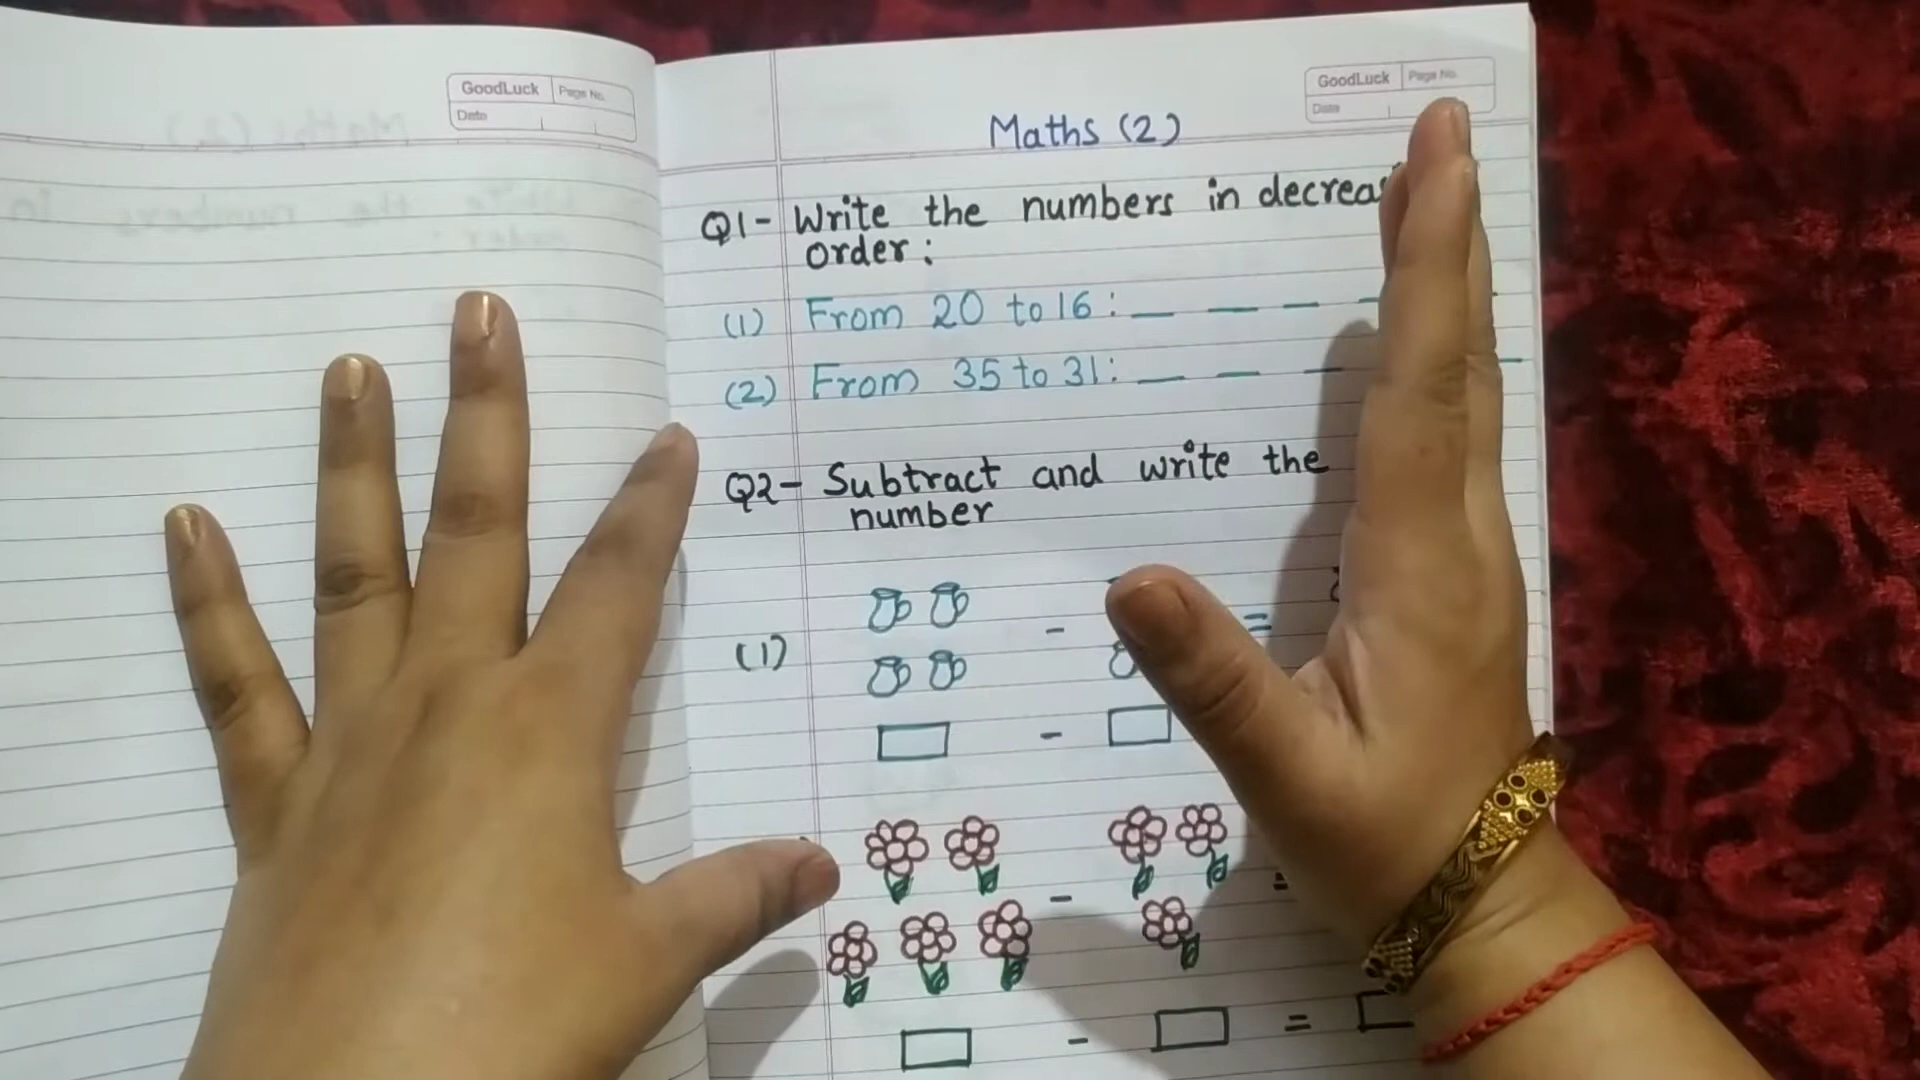 GoodLuck Page No.
Date
GoodLuck Page No.
Date
Maths (2)
Q1- Write the numbers in
order:
(1) From 20 to 16: _ _ _ _
(2) From 35 to 31: _ _ _ _
Q2- Subtract and write the
number
-
=
(1)
-
-
=
- =